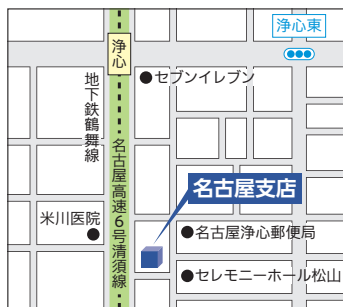 浄心東
浄心
セブンイレブン
地下鉄鶴舞線
名古屋高速6号清須線
名古屋支店
米川医院
名古屋浄心郵便局
セレモニーホール松山